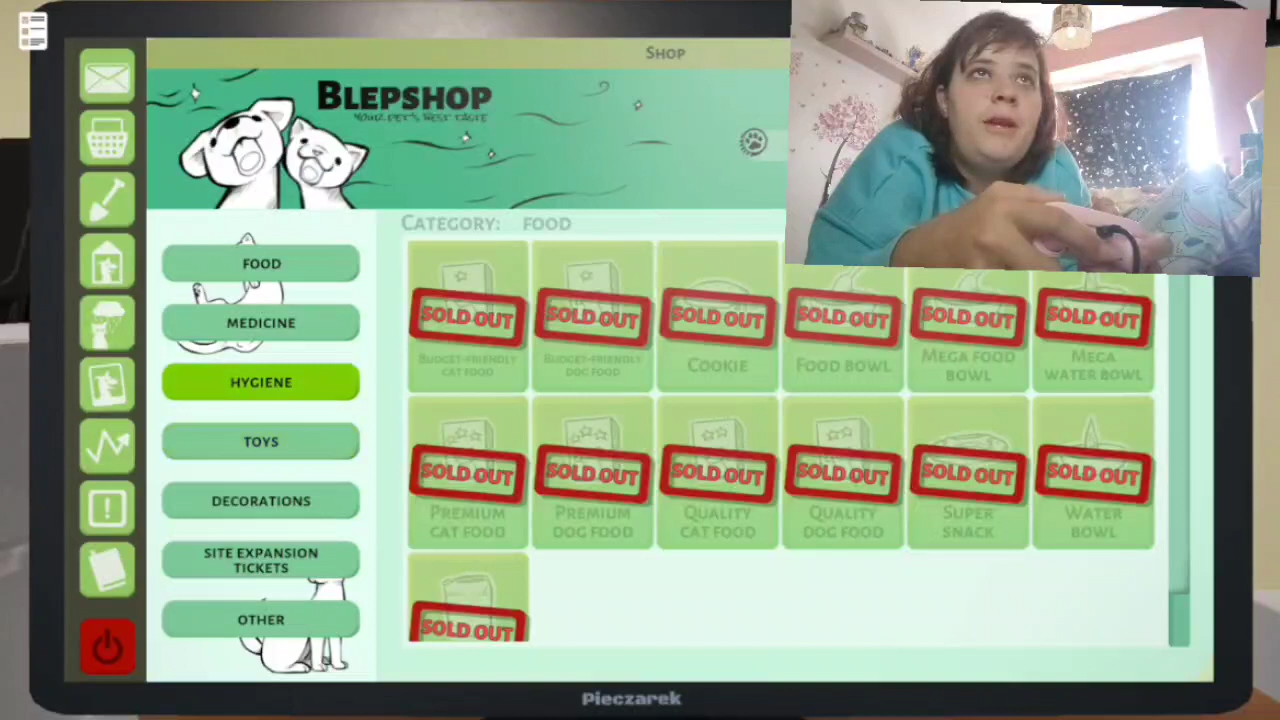 SHOP
BLEPSHOP
YOUR PET'S BEST TASTE
CATEGORY: FOOD
FOOD
MEDICINE
HYGIENE
TOYS
DECORATIONS
SITE EXPANSION
TICKETS
OTHER
SOLD OUT SOLD OUT SOLD OUT SOLD OUT SOLD OUT SOLD OUT
BUDGET-FRIENDLY
CAT FOOD
BUDGET-FRIENDLY
DOG FOOD
COOKIE
FOOD BOWL
MEGA FOOD
BOWL
MEGA
WATER BOWL
SOLD OUT SOLD OUT SOLD OUT SOLD OUT SOLD OUT SOLD OUT
PREMIUM
CAT FOOD
PREMIUM
DOG FOOD
QUALITY
CAT FOOD
QUALITY
DOG FOOD
SUPER
SNACK
WATER
BOWL
SOLD OUT
Pieczarek